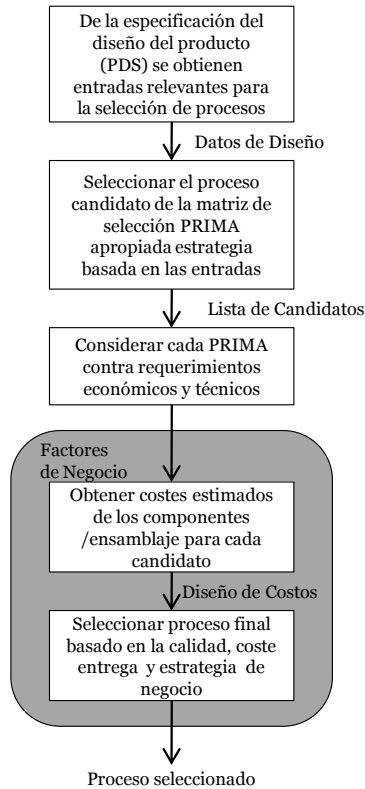 De la especificación del
diseño del producto
(PDS) se obtienen
entradas relevantes para
la selección de procesos
Datos de Diseño
Seleccionar el proceso
candidato de la matriz de
selección PRIMA
apropiada estrategia
basada en las entradas
Lista de Candidatos
Considerar cada PRIMA
contra requerimientos
económicos y técnicos
Factores
de Negocio
Obtener costes estimados
de los componentes
/ensamblaje para cada
candidato
Diseño de Costos
Seleccionar proceso final
basado en la calidad, coste
entrega y estrategia de
negocio
Proceso seleccionado